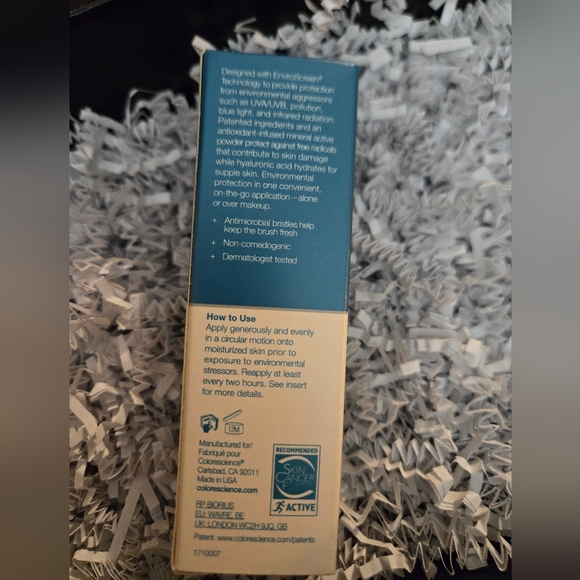 Designed with EnviroScreen®
Technology to provide protection
from environmental aggressors
such as UVA/UVB, pollution,
blue light, and infrared radiation.
Patented ingredients and an
antioxidant-infused mineral active
powder protect against free radicals
that contribute to skin damage
while hyaluronic acid hydrates for
supple skin. Environmental
protection in one convenient,
on-the-go application—alone
or over makeup.
+ Antimicrobial bristles help
keep the brush fresh
+ Non-comedogenic
+ Dermatologist tested
How to Use
Apply generously and evenly
in a circular motion onto
moisturized skin prior to
exposure to environmental
stressors. Reapply at least
every two hours. See insert
for more details.
12M
Manufactured for/
Fabriqué pour
Colorescience®
Carlsbad, CA 92011
Made in USA
colorescience.com
RECOMMENDED
SKIN
CANCER
ACTIVE
RP BIORIUS
EU: WAVRE, BE
UK: LONDON WC2H 9JQ, GB
Patent: www.colorescience.com/patents
1710007